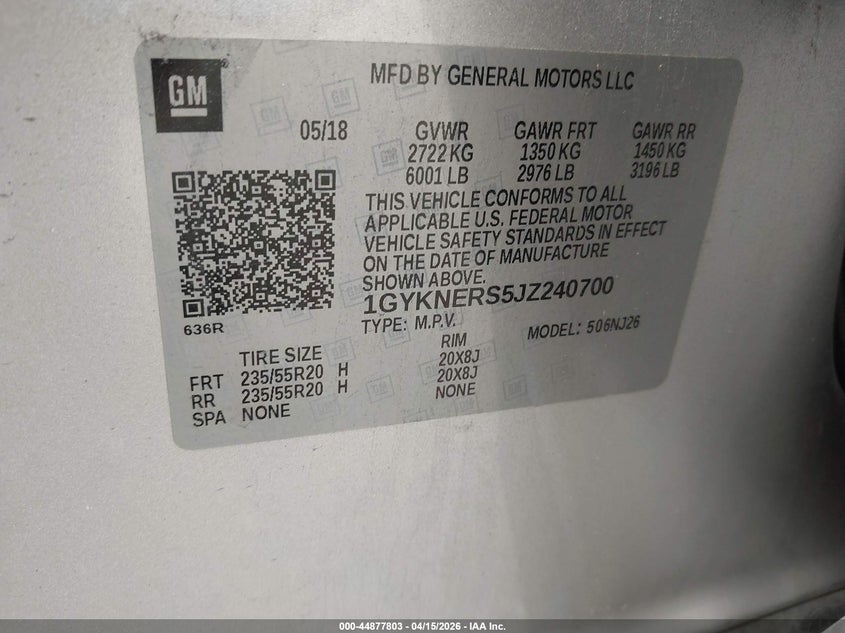 GM
MFD BY GENERAL MOTORS LLC
05/18 GVWR GAWR FRT GAWR RR
2722 KG 1350 KG 1450 KG
6001 LB 2976 LB 3196 LB
THIS VEHICLE CONFORMS TO ALL
APPLICABLE U.S. FEDERAL MOTOR
VEHICLE SAFETY STANDARDS IN EFFECT
ON THE DATE OF MANUFACTURE
SHOWN ABOVE.
1GYKNERS5JZ240700
636R
TYPE: M.P.V. MODEL: 506NJ26
TIRE SIZE RIM
FRT 235/55R20 H 20X8J
RR 235/55R20 H 20X8J
SPA NONE NONE
000-44877803 - 04/15/2026 - IAA Inc.